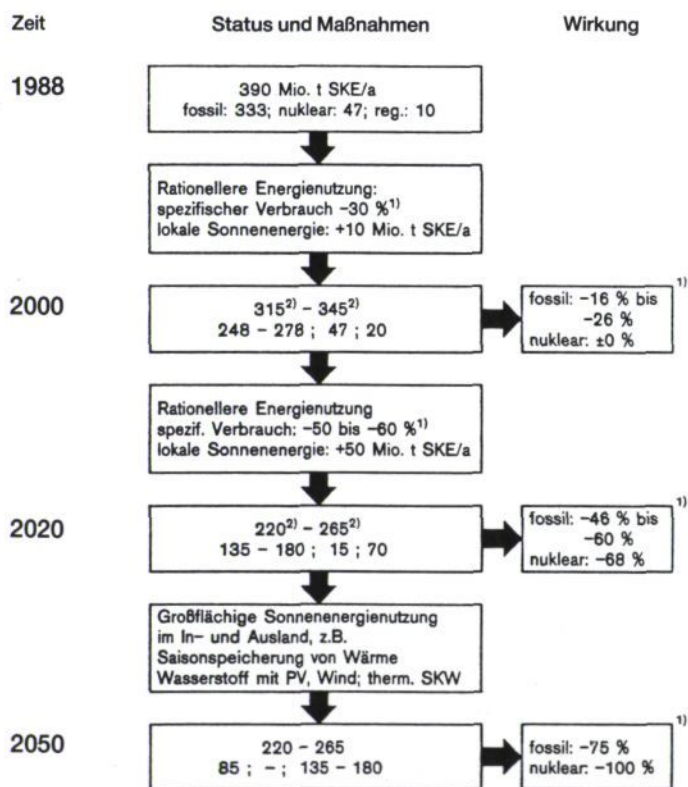 Zeit Status und Maßnahmen Wirkung
1988
390 Mio. t SKE/a
fossil: 333; nuklear: 47; reg.: 10
Rationellere Energienutzung:
spezifischer Verbrauch -30 %¹⁾
lokale Sonnenenergie: +10 Mio. t SKE/a
2000
315²⁾ - 345²⁾
248 - 278 ; 47 ; 20
1)
fossil: -16 % bis
-26 %
nuklear: ±0 %
Rationellere Energienutzung
spezif. Verbrauch: -50 bis -60 %¹⁾
lokale Sonnenenergie: +50 Mio. t SKE/a
2020
220²⁾ - 265²⁾
135 - 180 ; 15 ; 70
1)
fossil: -46 % bis
-60 %
nuklear: -68 %
Großflächige Sonnenenergienutzung
im In- und Ausland, z.B.
Saisonspeicherung von Wärme
Wasserstoff mit PV, Wind; therm. SKW
2050
220 - 265
85 ; - ; 135 - 180
1)
fossil: -75 %
nuklear: -100 %